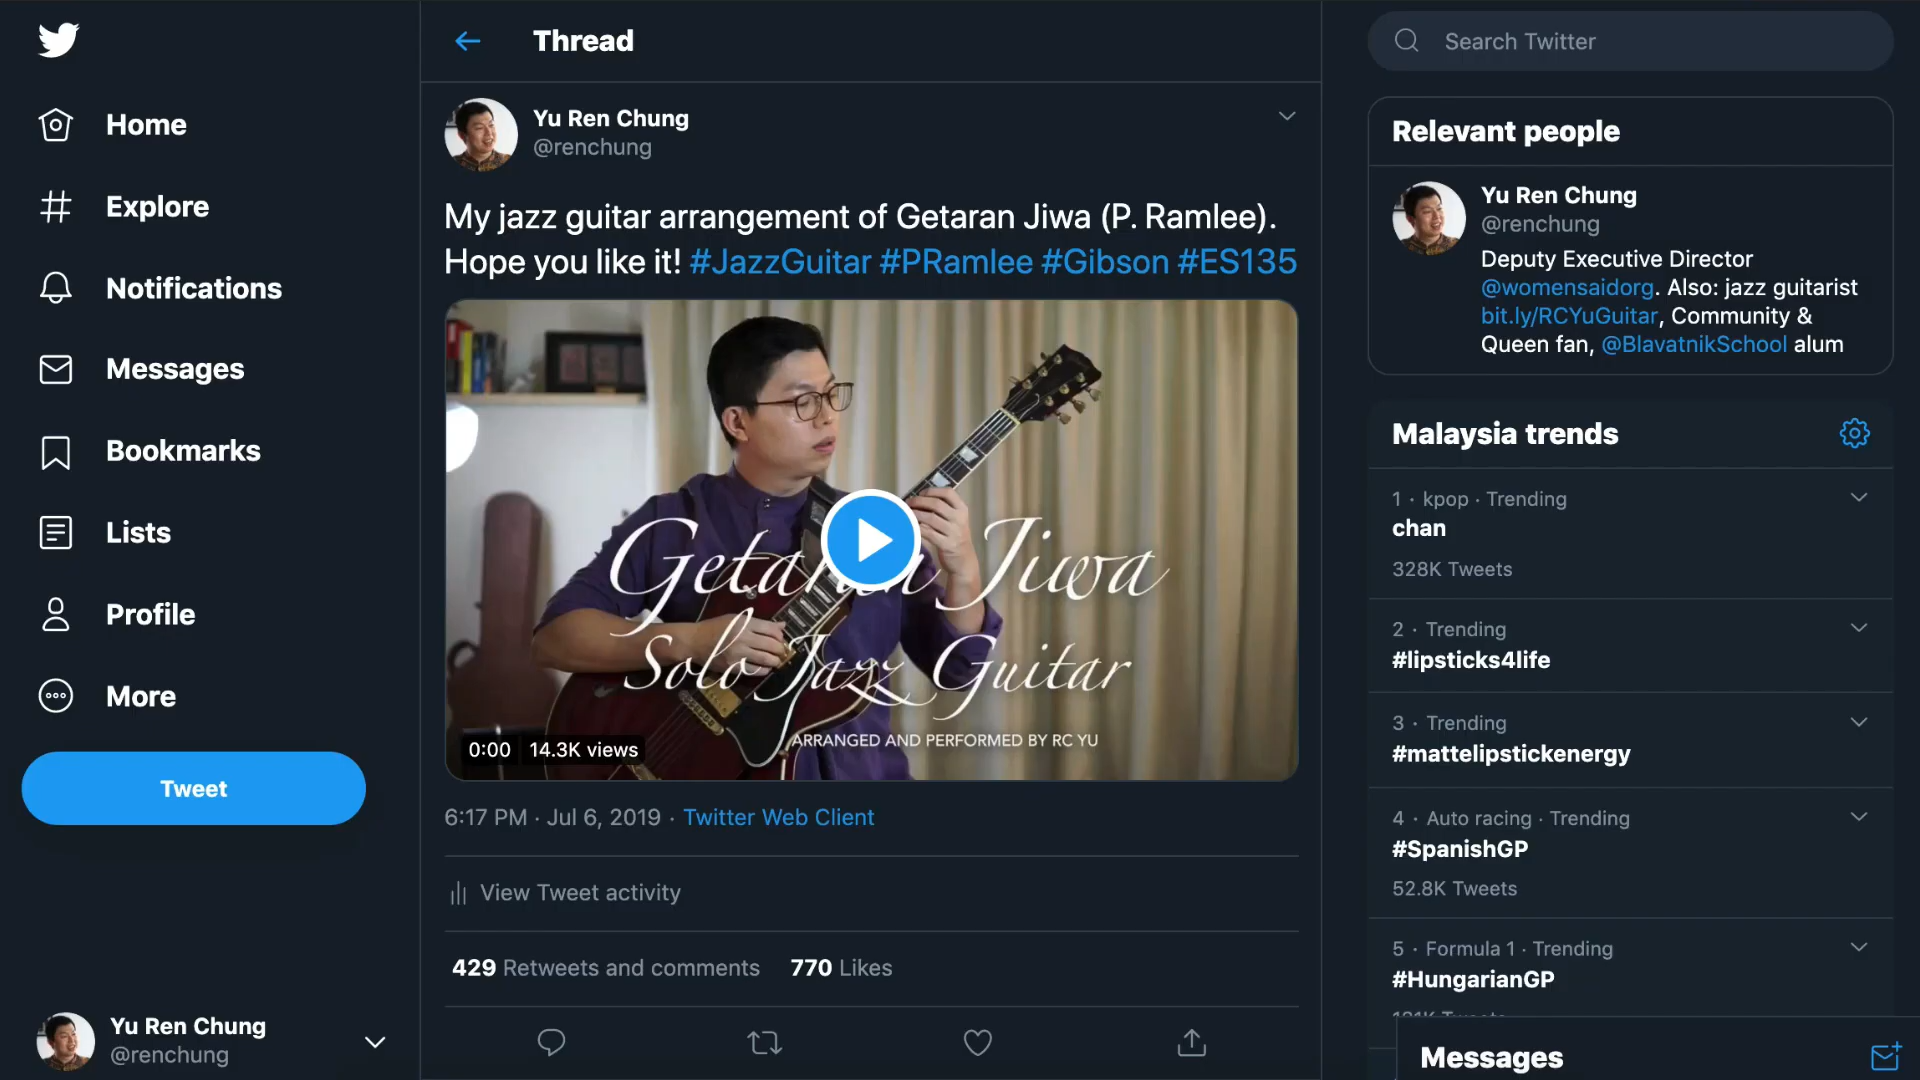 Home
Explore
Notifications
Messages
Bookmarks
Lists
Profile
More
Tweet
Yu Ren Chung
@renchung
Thread
Yu Ren Chung
@renchung
My jazz guitar arrangement of Getaran Jiwa (P. Ramlee).
Hope you like it! #JazzGuitar #PRamlee #Gibson #ES135
Jiwa
Solo Jazz Guitar
ARRANGED AND PERFORMED BY RC YU
0:00 14.3K views
6:17 PM · Jul 6, 2019 · Twitter Web Client
View Tweet activity
429 Retweets and comments 770 Likes
Search Twitter
Relevant people
Yu Ren Chung
@renchung
Deputy Executive Director
@womensaidorg. Also: jazz guitarist
bit.ly/RCYuGuitar, Community &
Queen fan, @BlavatnikSchool alum
Malaysia trends
1 · kpop · Trending
chan
328K Tweets
2 · Trending
#lipsticks4life
3 · Trending
#mattelipstickenergy
4 · Auto racing · Trending
#SpanishGP
52.8K Tweets
5 · Formula 1 · Trending
#HungarianGP
Messages